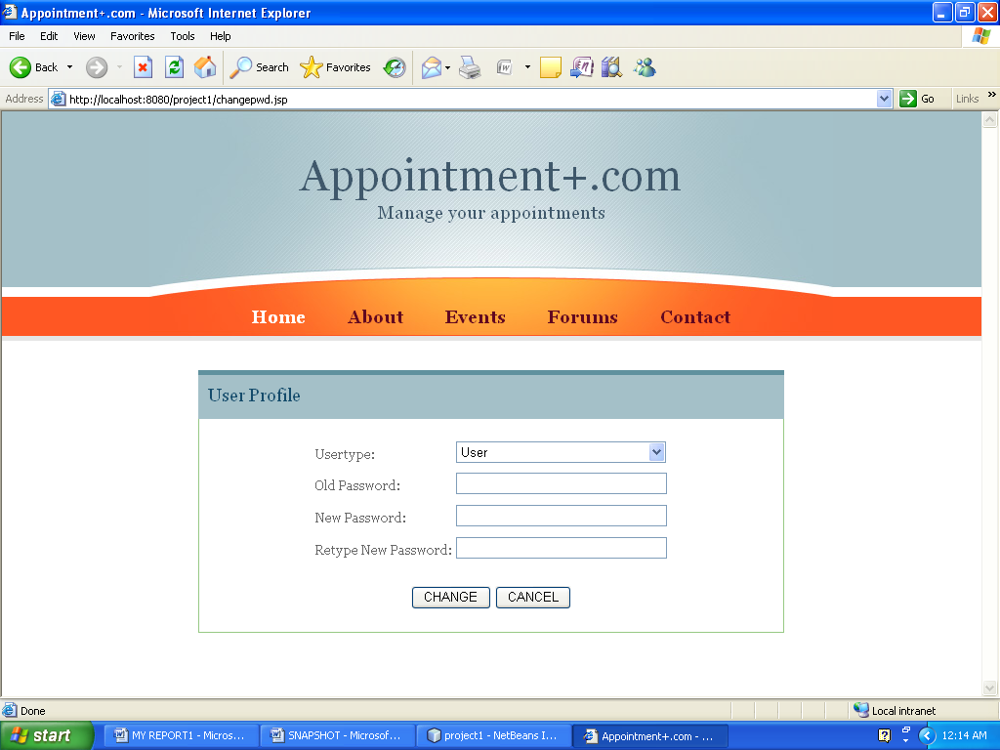 Appointment+.com - Microsoft Internet Explorer
File Edit View Favorites Tools Help
Back Search Favorites
Address http://localhost:8080/project1/changepwd.jsp Go Links »
Appointment+.com
Manage your appointments
Home About Events Forums Contact
User Profile
Usertype: User
Old Password:
New Password:
Retype New Password:
CHANGE CANCEL
Done Local intranet
start MY REPORT1 - Micros... SNAPSHOT - Microsof... project1 - NetBeans I... Appointment+.com - ... 12:14 AM